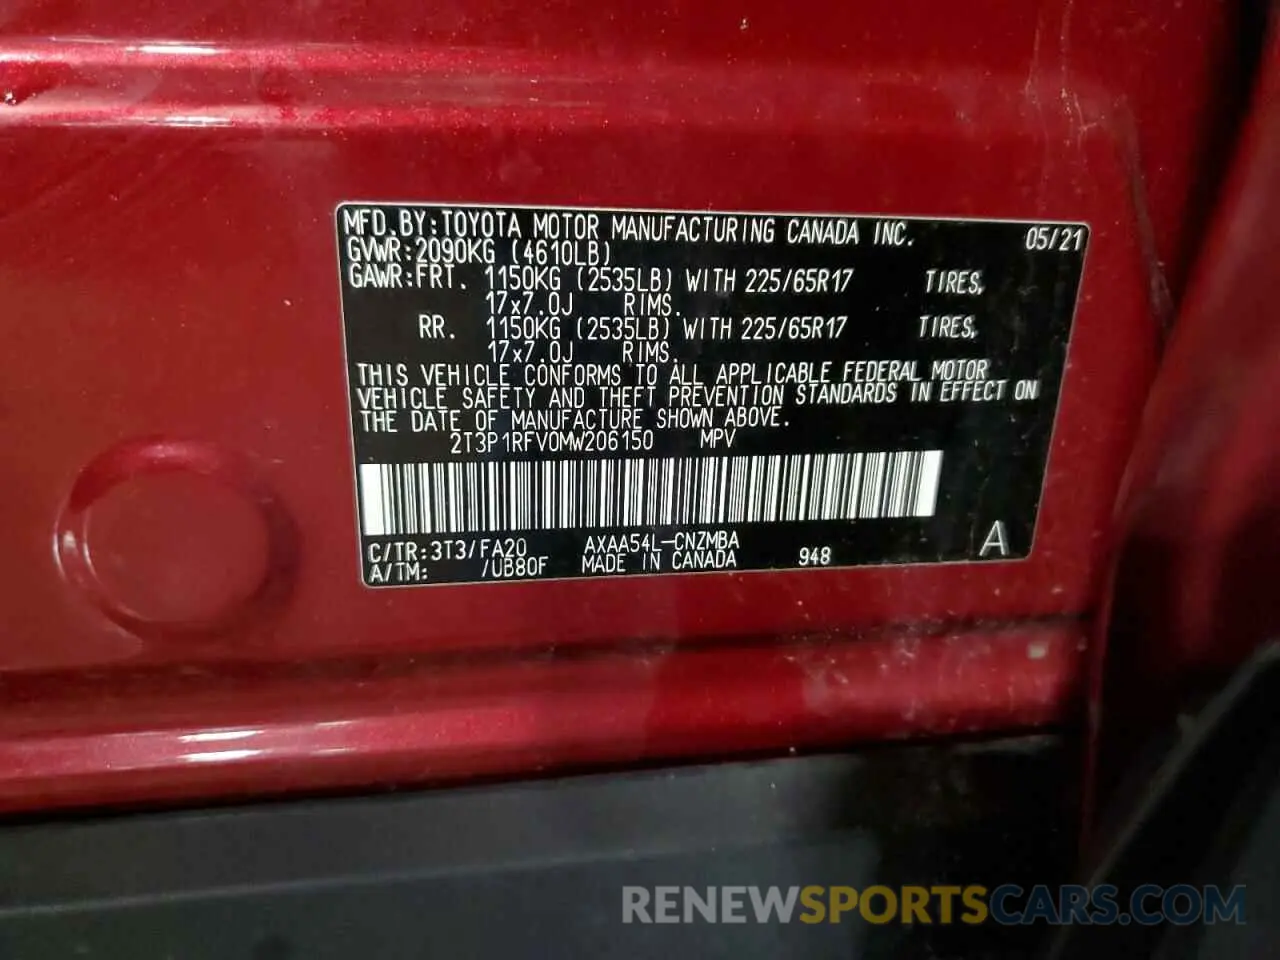 MFD.BY:TOYOTA MOTOR MANUFACTURING CANADA INC. 05/21
GVWR:2090KG (4610LB)
GAWR:FRT. 1150KG (2535LB) WITH 225/65R17 TIRES,
17x7.0J RIMS.
RR. 1150KG (2535LB) WITH 225/65R17 TIRES,
17x7.0J RIMS.
THIS VEHICLE CONFORMS TO ALL APPLICABLE FEDERAL MOTOR
VEHICLE SAFETY AND THEFT PREVENTION STANDARDS IN EFFECT ON
THE DATE OF MANUFACTURE SHOWN ABOVE.
2T3P1RFV0MW206150 MPV
C/TR:3T3/FA20 AXAA54L-CNZMBA
A/TM: /UB80F MADE IN CANADA 948 A
RENEWSPORTSCARS.COM